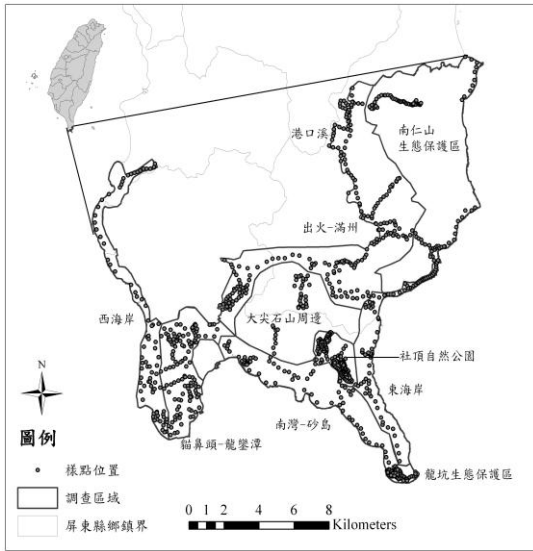 港口溪
南仁山
生態保護區
出火-滿州
西海岸
大尖石山周邊
社頂自然公園
東海岸
N
南灣-砂島
貓鼻頭-龍鑾潭
龍坑生態保護區
圖例
樣點位置
調查區域
屏東縣鄉鎮界
0 1 2 4 6 8
Kilometers